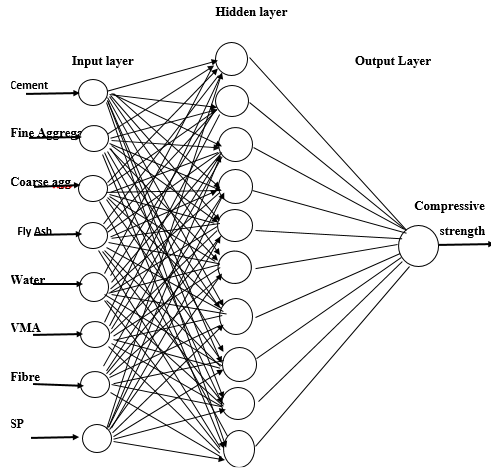 Hidden layer
Input layer
Output Layer
Cement
Fine Aggrega
Coarse agg
Fly Ash
Water
VMA
Fibre
SP
Compressive
strength